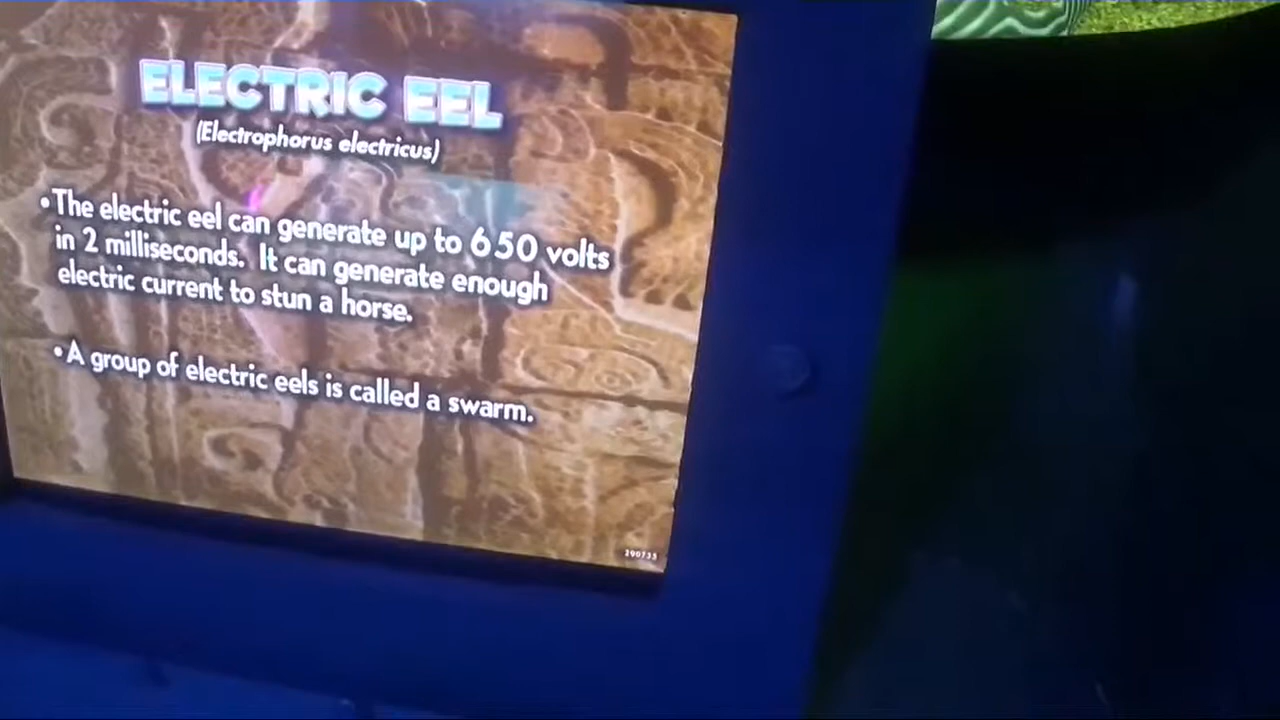 ELECTRIC EEL
(Electrophorus electricus)
•The electric eel can generate up to 650 volts
in 2 milliseconds. It can generate enough
electric current to stun a horse.
•A group of electric eels is called a swarm.
290735